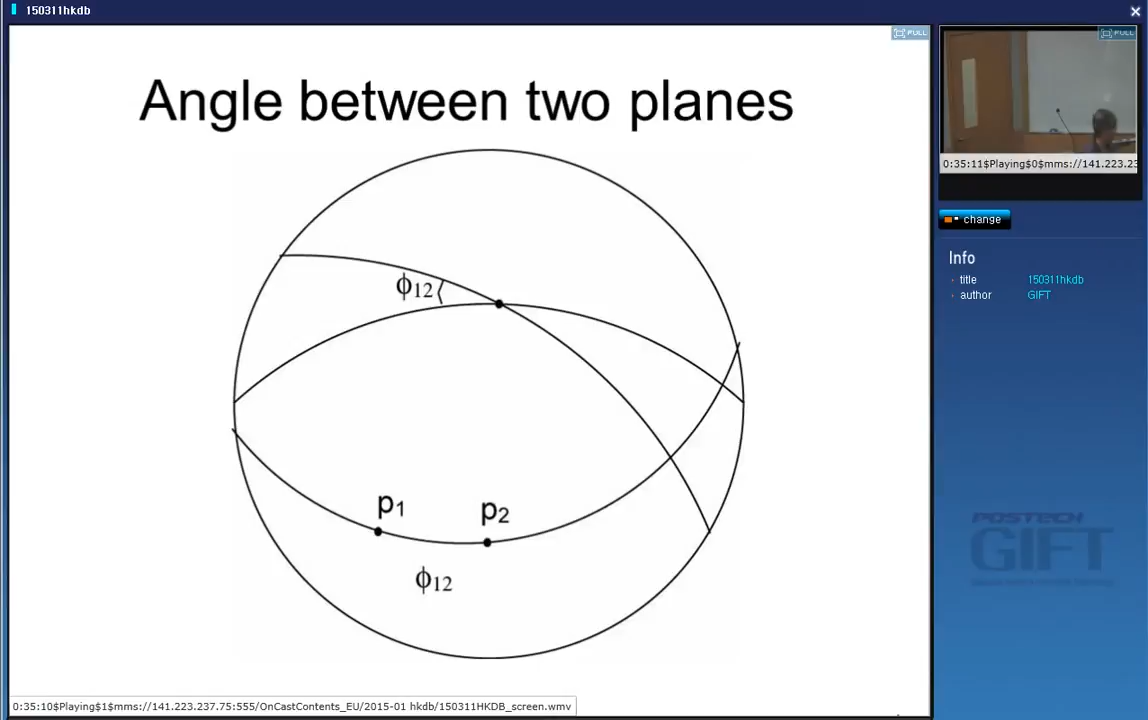 150311hkdb
FULL
Angle between two planes
ϕ12
p1
p2
ϕ12
0:35:10$Playing$1$mms://141.223.237.75:555/OnCastContents_EU/2015-01 hkdb/150311HKDB_screen.wmv
FULL
0:35:11$Playing$0$mms://141.223.23
change
Info
title 150311hkdb
author GIFT
POSTECH
GIFT